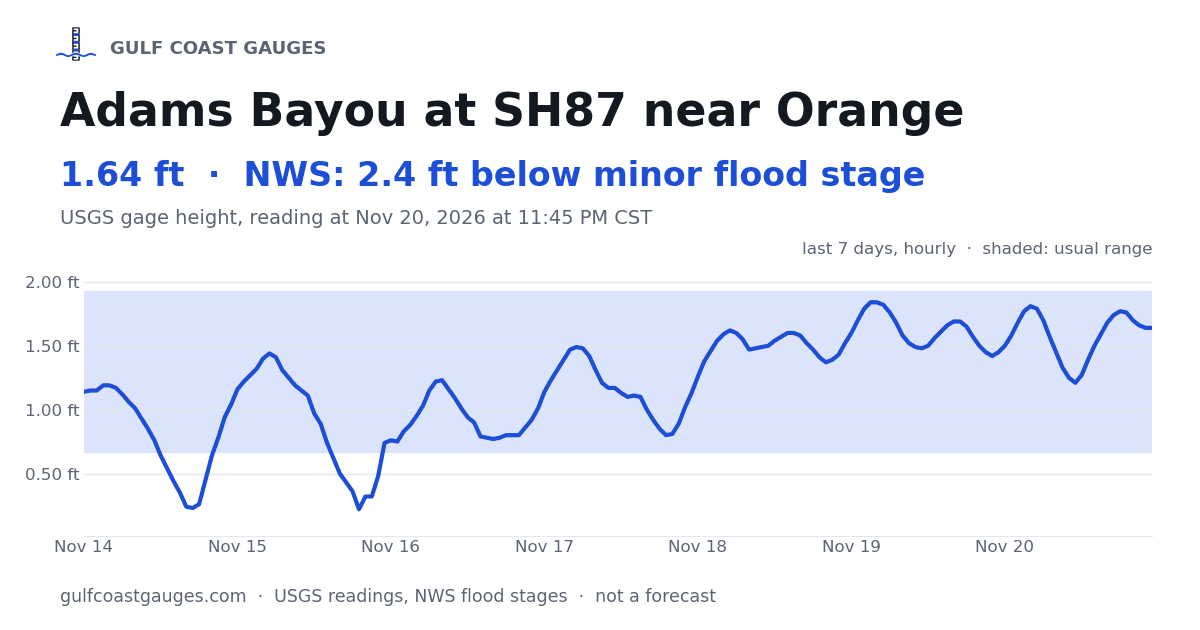 GULF COAST GAUGES
Adams Bayou at SH87 near Orange
1.64 ft · NWS: 2.4 ft below minor flood stage
USGS gage height, reading at Nov 20, 2026 at 11:45 PM CST
last 7 days, hourly · shaded: usual range
2.00 ft
1.50 ft
1.00 ft
0.50 ft
Nov 14 Nov 15 Nov 16 Nov 17 Nov 18 Nov 19 Nov 20
gulfcoastgauges.com · USGS readings, NWS flood stages · not a forecast